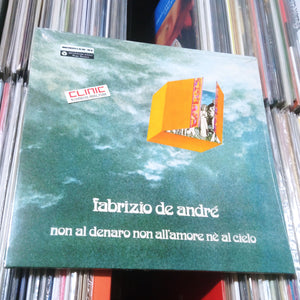 CLINIC
fabrizio de andré
non al denaro non all'amore nè al cielo